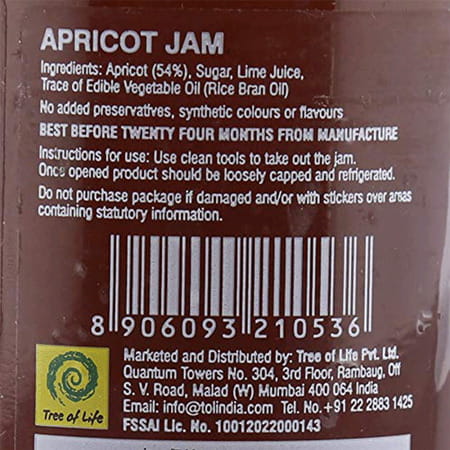 APRICOT JAM
Ingredients: Apricot (54%), Sugar, Lime Juice,
Trace of Edible Vegetable Oil (Rice Bran Oil)
No added preservatives, synthetic colours or flavours
BEST BEFORE TWENTY FOUR MONTHS FROM MANUFACTURE
Instructions for use: Use clean tools to take out the jam.
Once opened product should be loosely capped and refrigerated.
Do not purchase package if damaged and/or with stickers over areas
containing statutory information.
8 906093 210536
Marketed and Distributed by: Tree of Life Pvt. Ltd.
Quantum Towers No. 304, 3rd Floor, Rambaug, Off
S. V. Road, Malad (W) Mumbai 400 064 India
Email: info@tolindia.com Tel. No.+91 22 2883 1425
FSSAI Lic. No. 10012022000143
Tree of Life